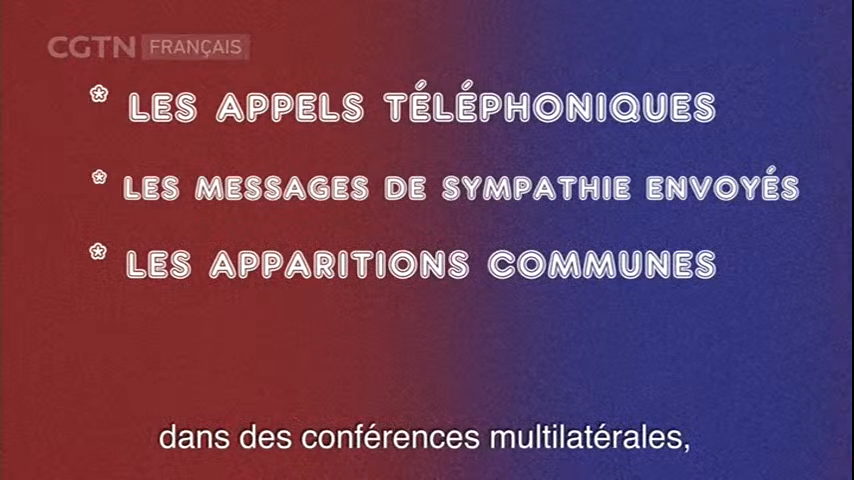 CGTN FRANÇAIS
* LES APPELS TÉLÉPHONIQUES
* LES MESSAGES DE SYMPATHIE ENVOYÉS
* LES APPARITIONS COMMUNES
dans des conférences multilatérales,